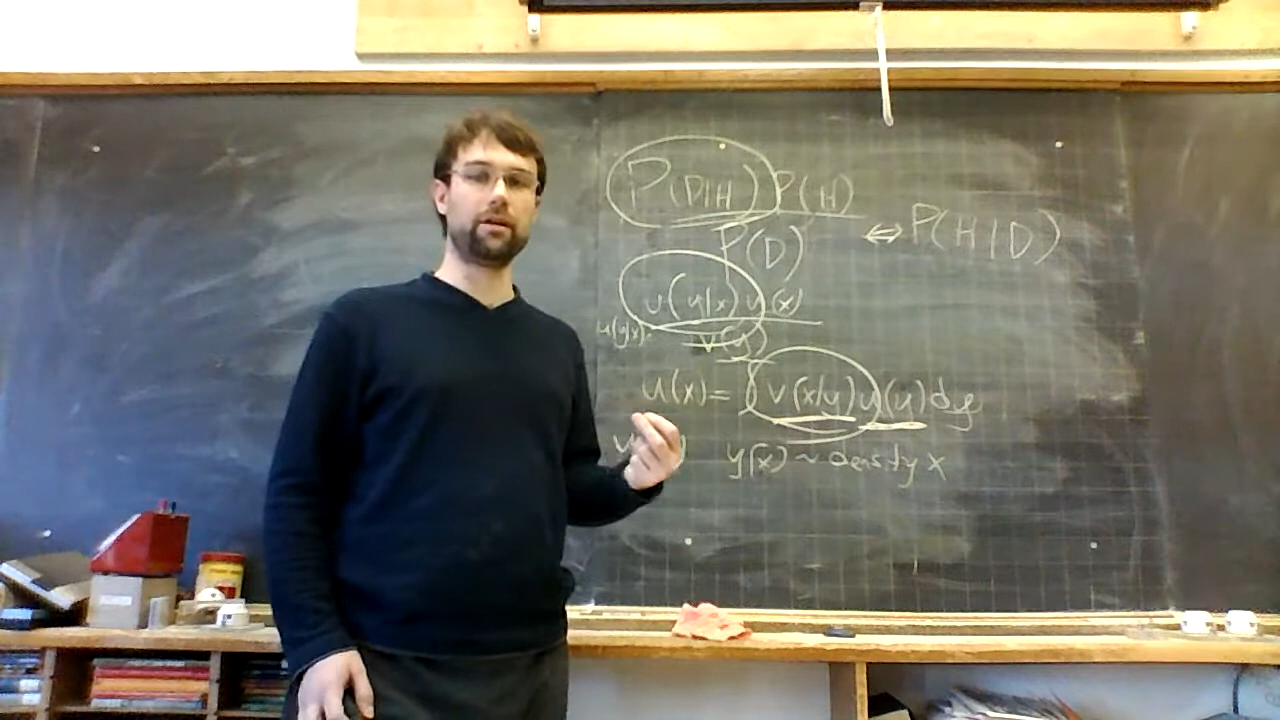 P(D|H) P(H)
P(D)
⇔ P(H|D)
u(y|x) u(x)
v(y)
u(y|x)
u(x) = ∫ v(x|y) u(y) dy
y(x) ~ density x